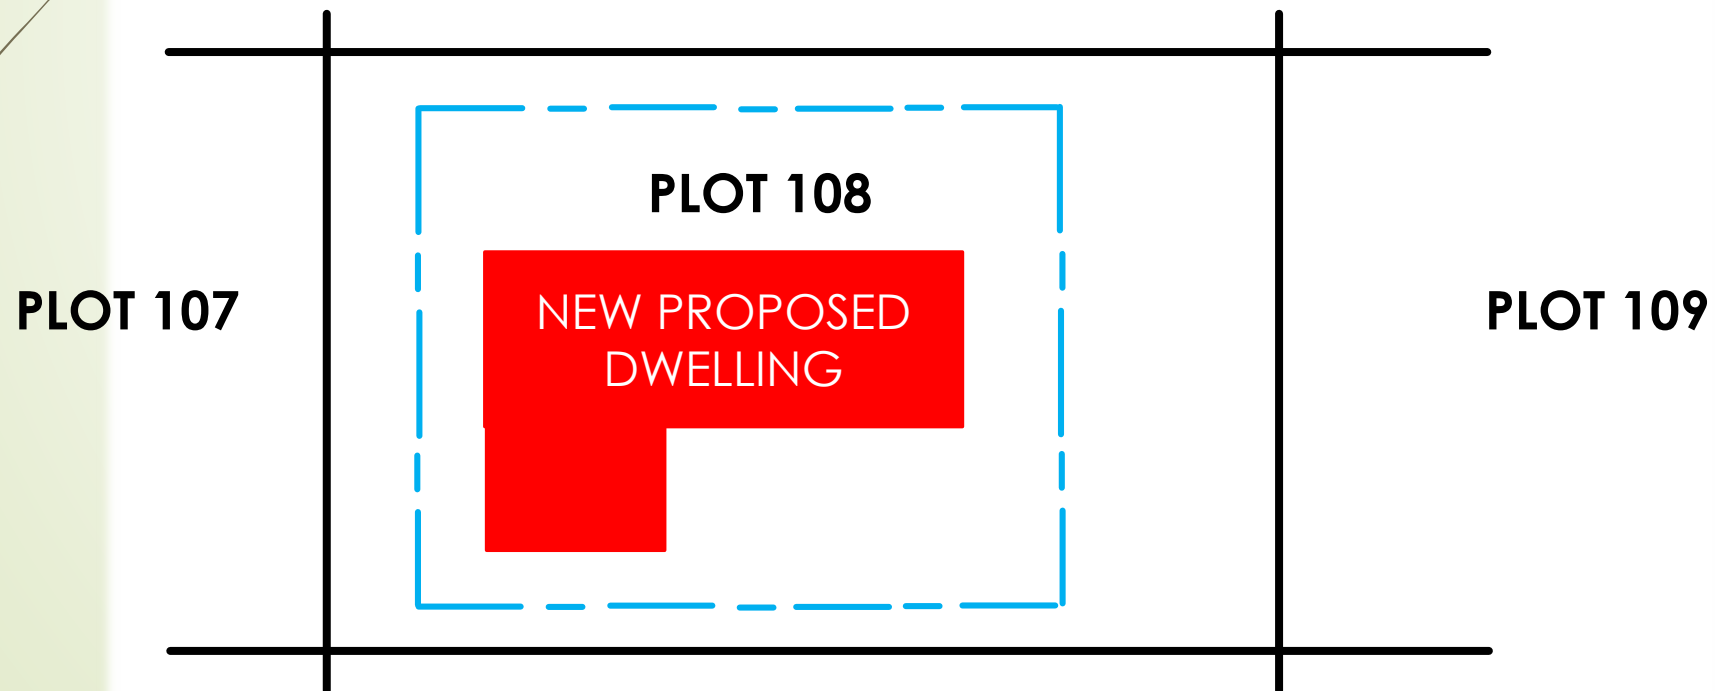 PLOT 108
PLOT 107
NEW PROPOSED
DWELLING
PLOT 109